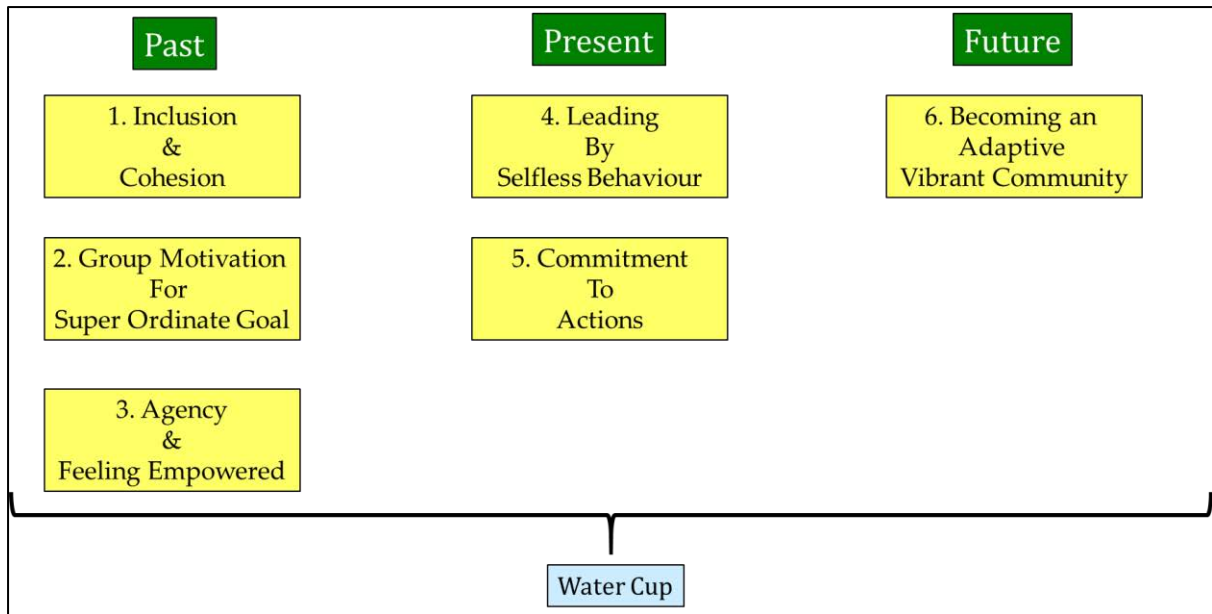 Past
Present
Future
1. Inclusion
&
Cohesion
4. Leading
By
Selfless Behaviour
6. Becoming an
Adaptive
Vibrant Community
2. Group Motivation
For
Super Ordinate Goal
5. Commitment
To
Actions
3. Agency
&
Feeling Empowered
Water Cup